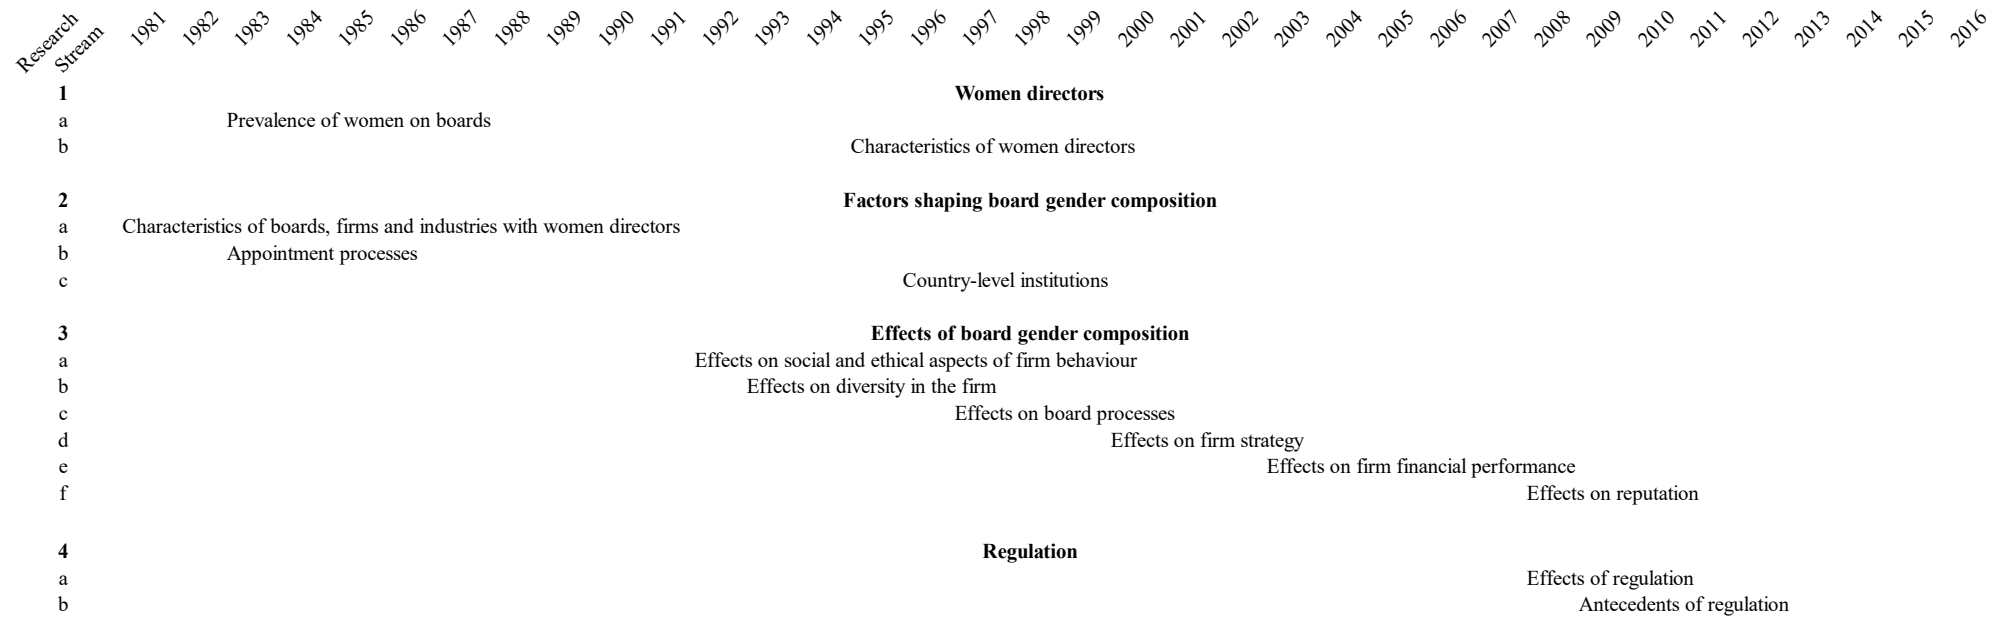 Research Stream 1981 1982 1983 1984 1985 1986 1987 1988 1989 1990 1991 1992 1993 1994 1995 1996 1997 1998 1999 2000 2001 2002 2003 2004 2005 2006 2007 2008 2009 2010 2011 2012 2013 2014 2015 2016
1 Women directors
a Prevalence of women on boards
b Characteristics of women directors
2 Factors shaping board gender composition
a Characteristics of boards, firms and industries with women directors
b Appointment processes
c Country-level institutions
3 Effects of board gender composition
a Effects on social and ethical aspects of firm behaviour
b Effects on diversity in the firm
c Effects on board processes
d Effects on firm strategy
e Effects on firm financial performance
f Effects on reputation
4 Regulation
a Effects of regulation
b Antecedents of regulation